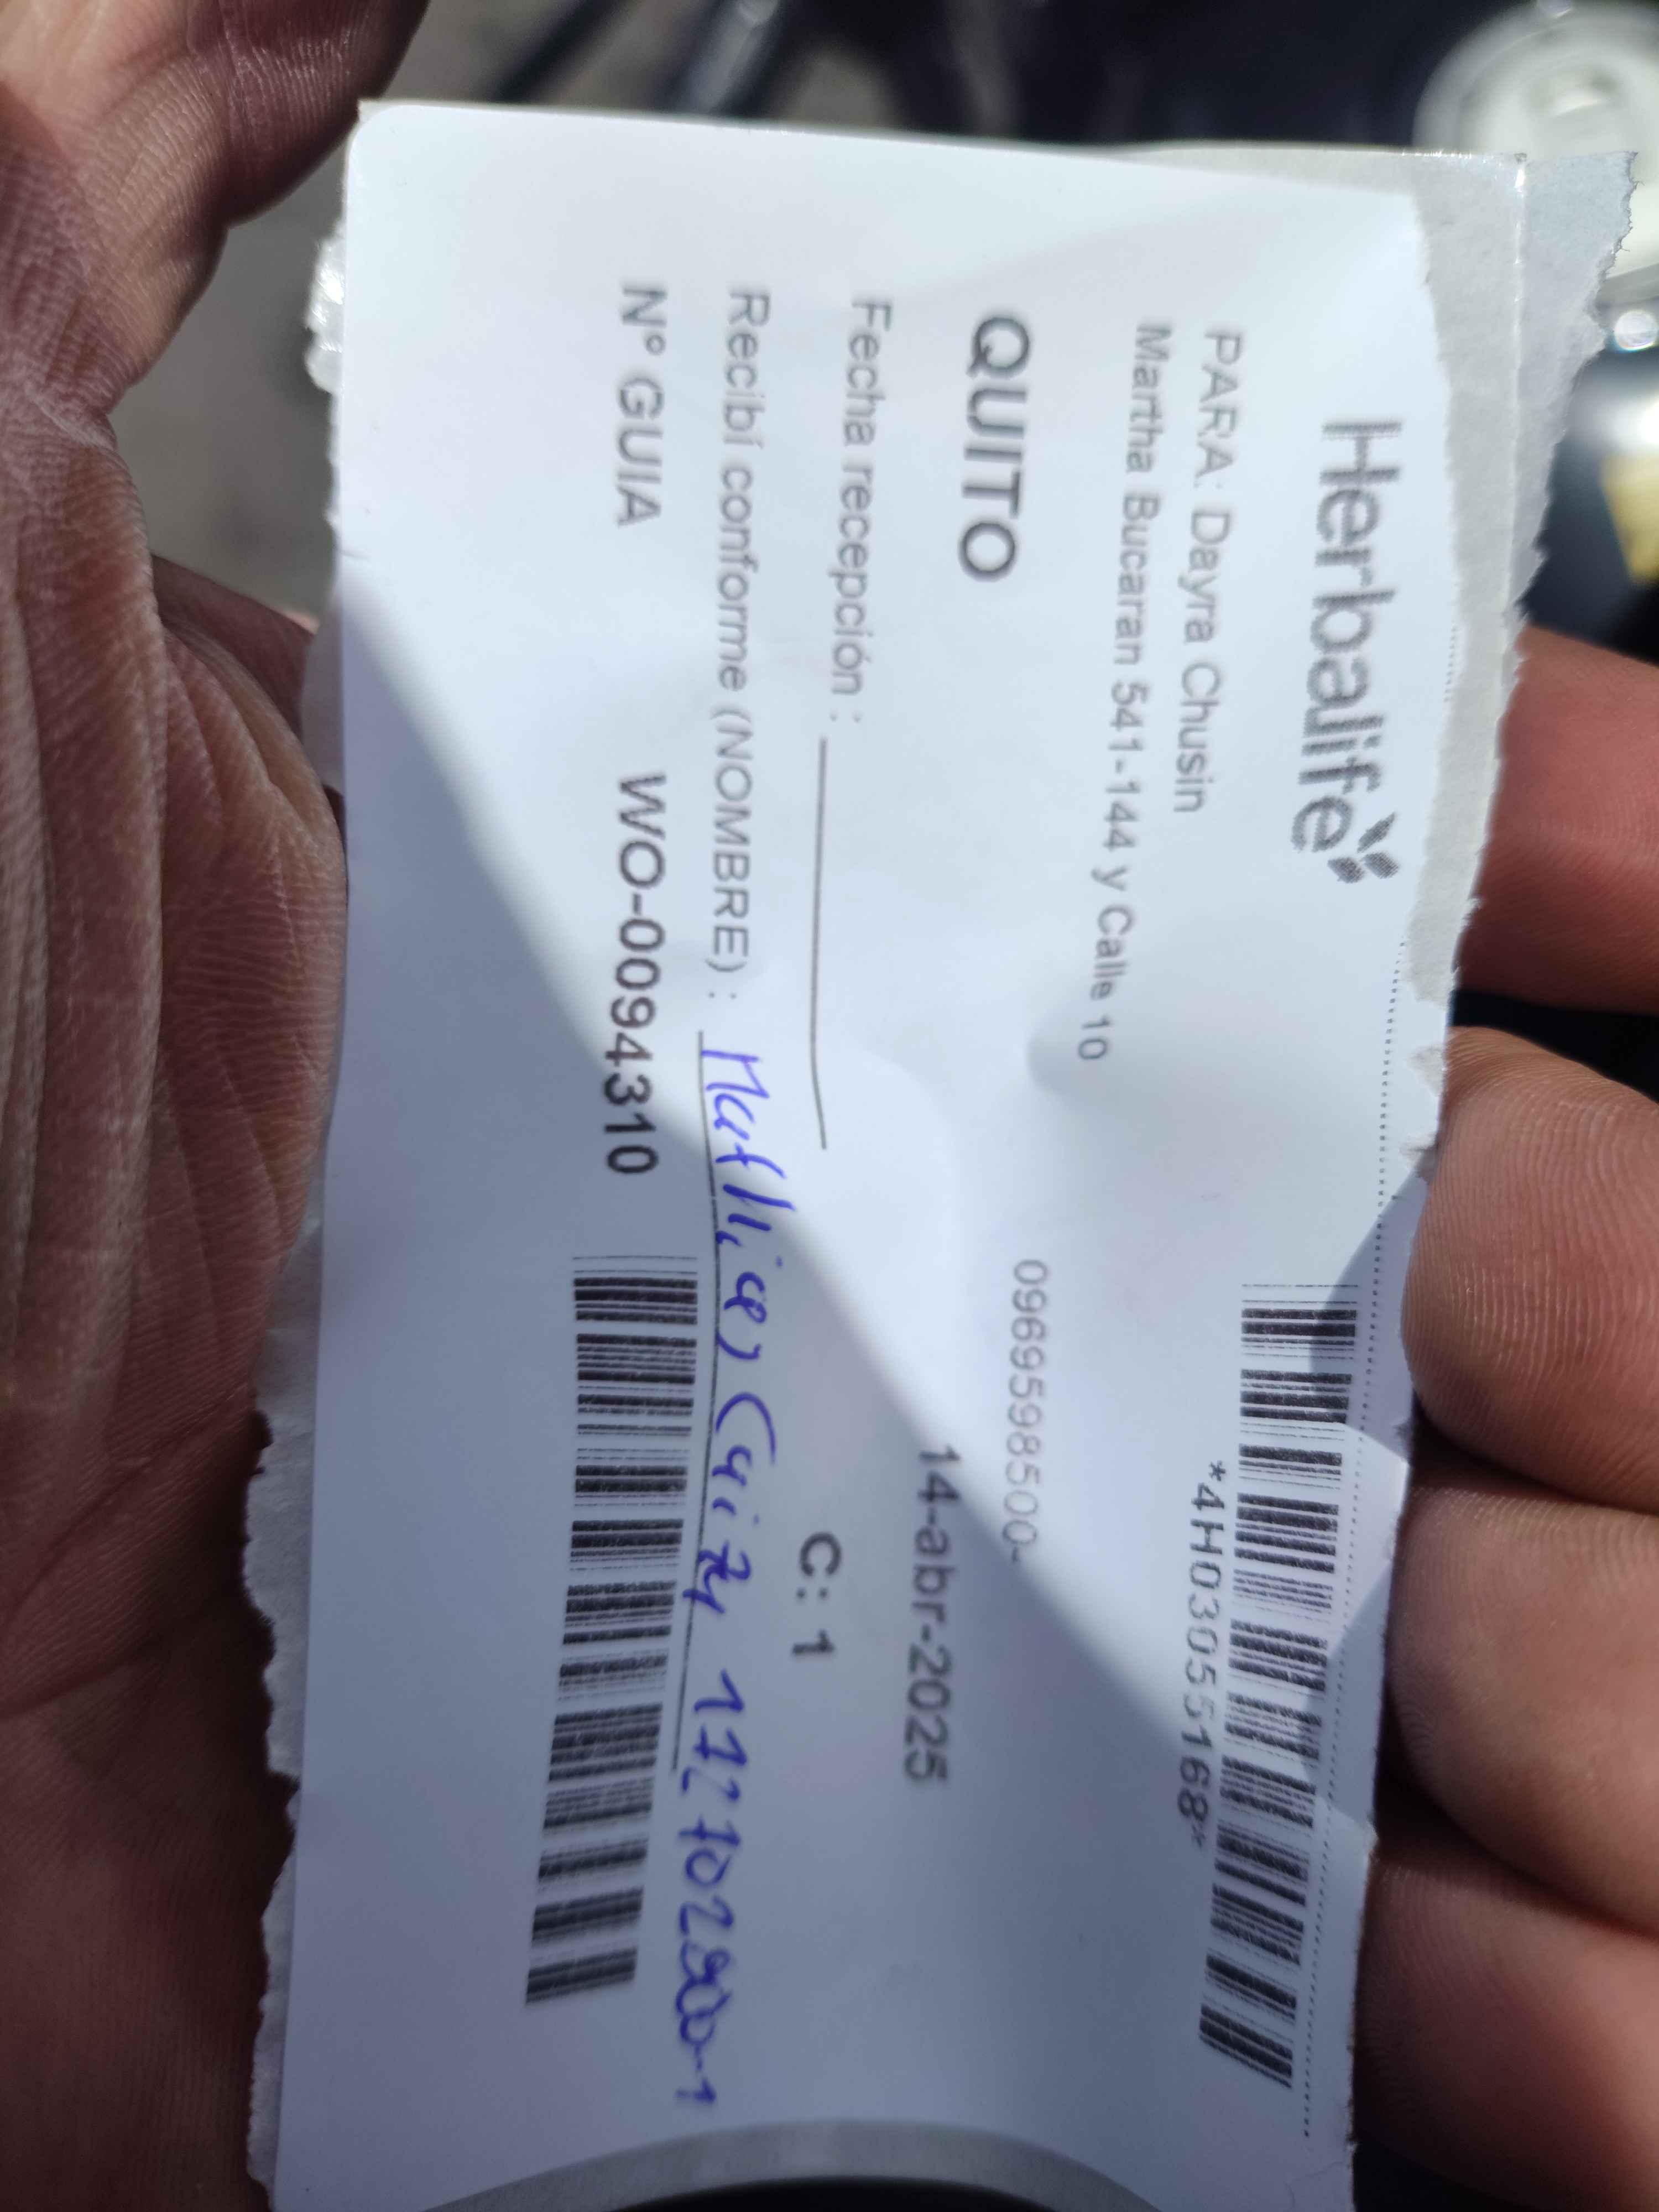 Herbalife
*4H03055168*
PARA: Dayra Chusin
Martha Bucaran 541-144 y Calle 10
0969598500-
QUITO
14-abr-2025
Fecha recepción :
C: 1
Recibí conforme (NOMBRE) :
Nº GUIA WO-0094310